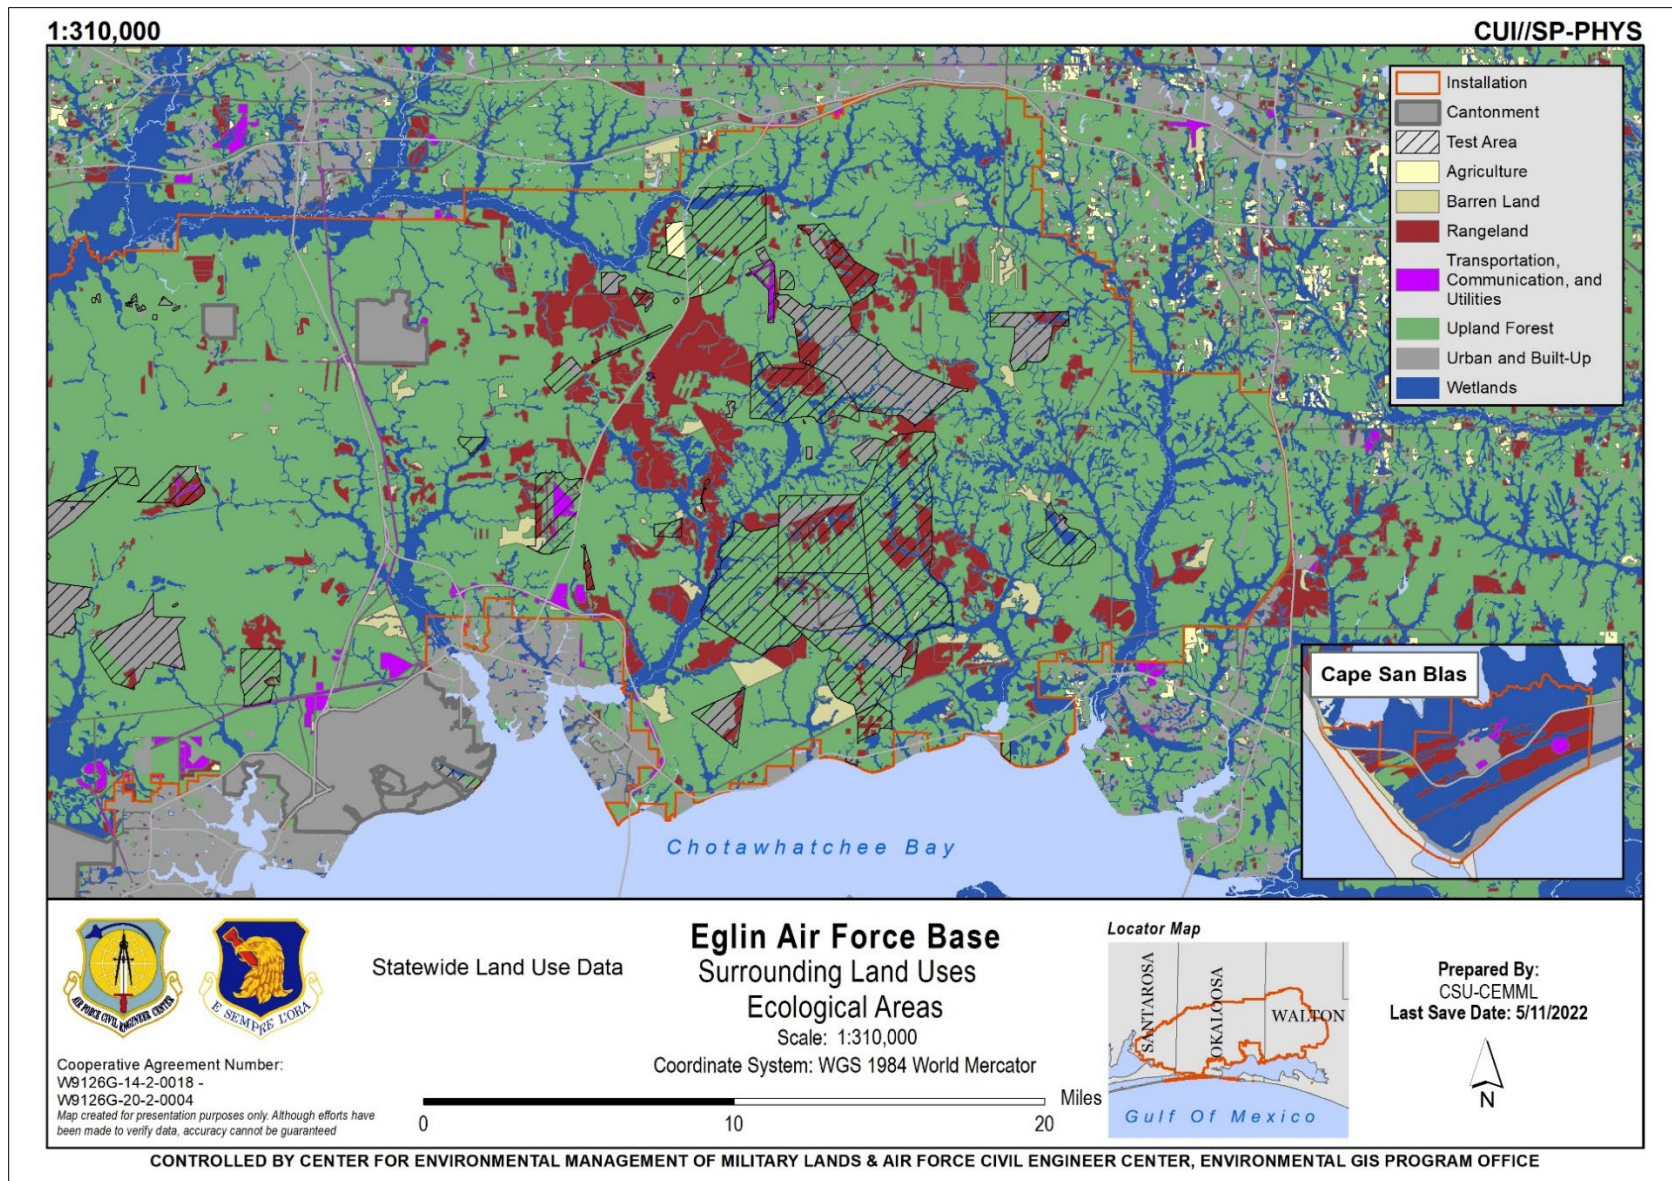 1:310,000
CUI//SP-PHYS
Installation
Cantonment
Test Area
Agriculture
Barren Land
Rangeland
Transportation,
Communication, and
Utilities
Upland Forest
Urban and Built-Up
Wetlands
Cape San Blas
Chotawhatchee Bay
AIR FORCE CIVIL ENGINEER CENTER
E SEMPRE L'ORA
Statewide Land Use Data
Cooperative Agreement Number:
W9126G-14-2-0018 -
W9126G-20-2-0004
Map created for presentation purposes only. Although efforts have
been made to verify data, accuracy cannot be guaranteed
Eglin Air Force Base
Surrounding Land Uses
Ecological Areas
Scale: 1:310,000
Coordinate System: WGS 1984 World Mercator
0
10
20
Miles
Locator Map
SANTAROSA
OKALOOSA
WALTON
Gulf Of Mexico
Prepared By:
CSU-CEMML
Last Save Date: 5/11/2022
N
CONTROLLED BY CENTER FOR ENVIRONMENTAL MANAGEMENT OF MILITARY LANDS & AIR FORCE CIVIL ENGINEER CENTER, ENVIRONMENTAL GIS PROGRAM OFFICE